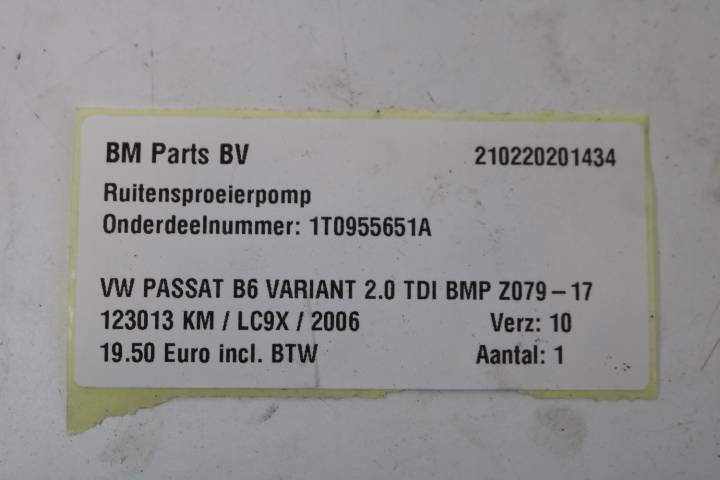 BM Parts BV 210220201434
Ruitensproeierpomp
Onderdeelnummer: 1T0955651A
VW PASSAT B6 VARIANT 2.0 TDI BMP Z079-17
123013 KM / LC9X / 2006 Verz: 10
19.50 Euro incl. BTW Aantal: 1